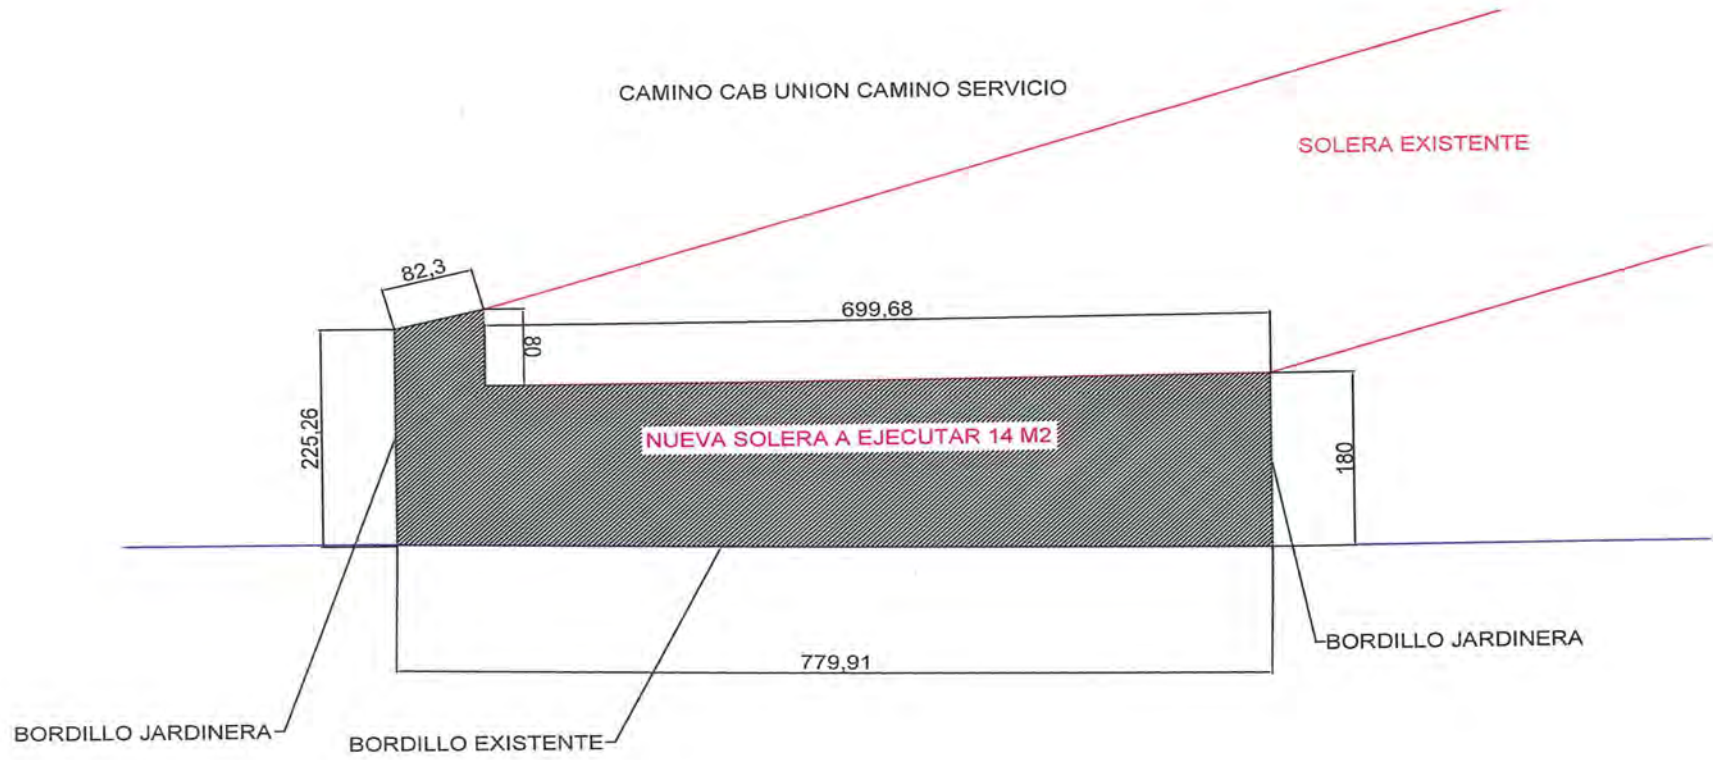 CAMINO CAB UNION CAMINO SERVICIO
SOLERA EXISTENTE
82,3
699,68
80
225,26
NUEVA SOLERA A EJECUTAR 14 M2
180
BORDILLO JARDINERA
779,91
BORDILLO JARDINERA
BORDILLO EXISTENTE